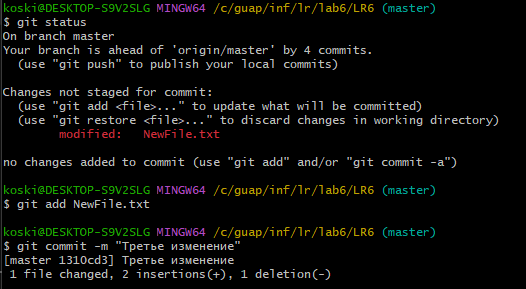 koski@DESKTOP-S9V2SLG MINGW64 /c/guap/inf/lr/lab6/LR6 (master)
$ git status
On branch master
Your branch is ahead of 'origin/master' by 4 commits.
  (use "git push" to publish your local commits)

Changes not staged for commit:
  (use "git add <file>..." to update what will be committed)
  (use "git restore <file>..." to discard changes in working directory)
        modified:   NewFile.txt

no changes added to commit (use "git add" and/or "git commit -a")

koski@DESKTOP-S9V2SLG MINGW64 /c/guap/inf/lr/lab6/LR6 (master)
$ git add NewFile.txt

koski@DESKTOP-S9V2SLG MINGW64 /c/guap/inf/lr/lab6/LR6 (master)
$ git commit -m "Третье изменение"
[master 1310cd3] Третье изменение
 1 file changed, 2 insertions(+), 1 deletion(-)